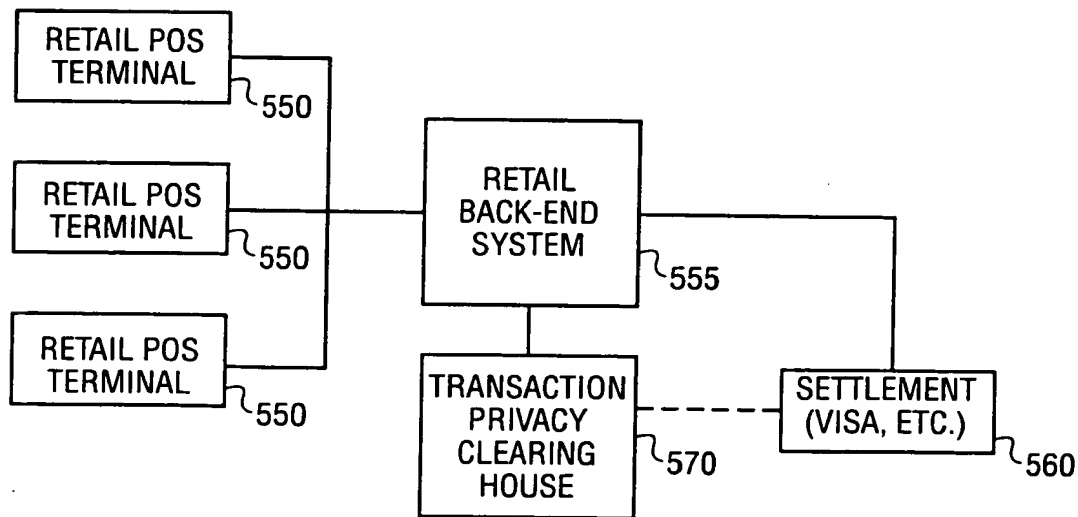 RETAIL POS
TERMINAL
550
RETAIL POS
TERMINAL
550
RETAIL POS
TERMINAL
550
RETAIL
BACK-END
SYSTEM
555
TRANSACTION
PRIVACY
CLEARING
HOUSE
570
SETTLEMENT
(VISA, ETC.)
560